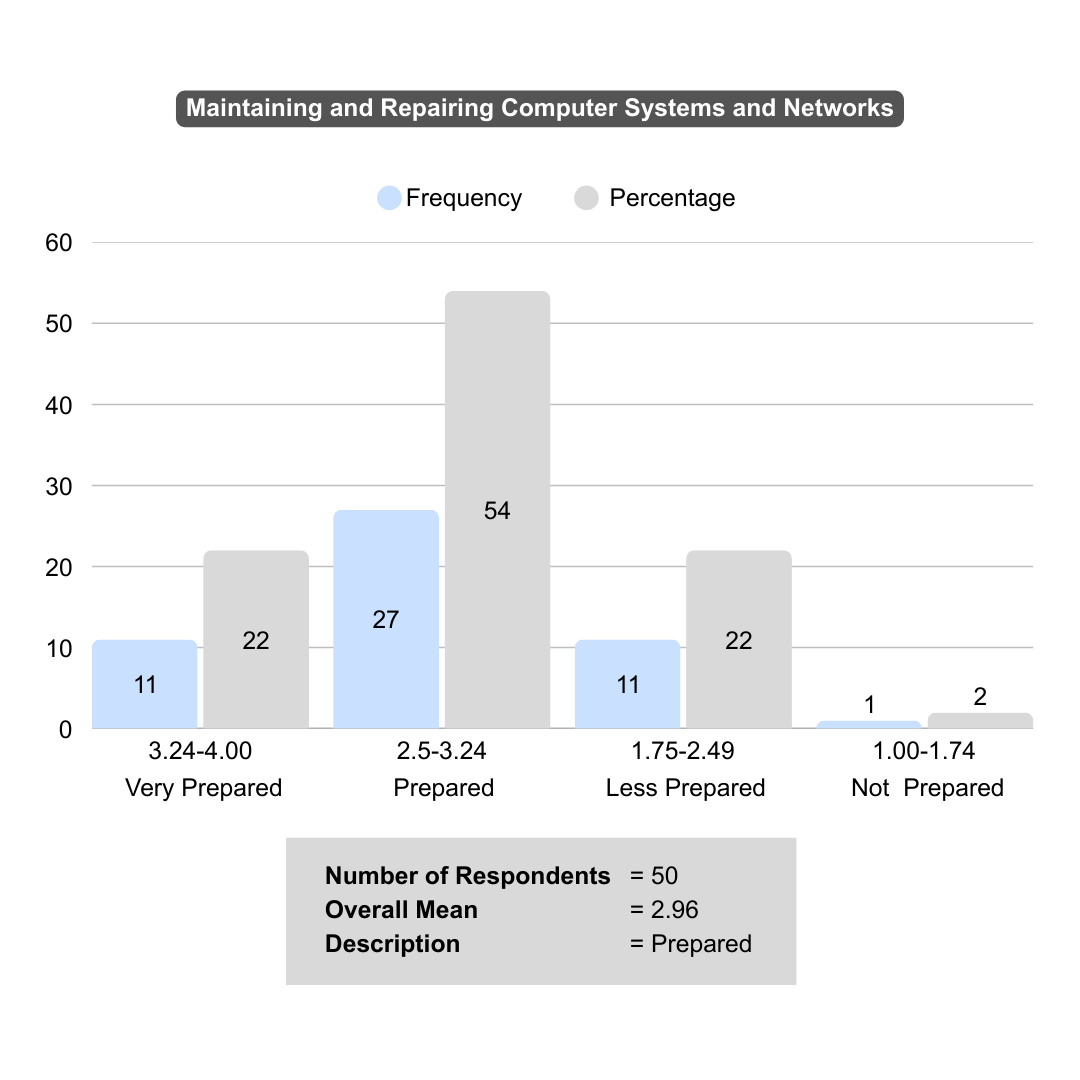 Maintaining and Repairing Computer Systems and Networks
Frequency Percentage
60
50
40
30
20
10
0
11
22
27
54
11
22
1
2
3.24-4.00 2.5-3.24 1.75-2.49 1.00-1.74
Very Prepared Prepared Less Prepared Not Prepared
Number of Respondents = 50
Overall Mean = 2.96
Description = Prepared